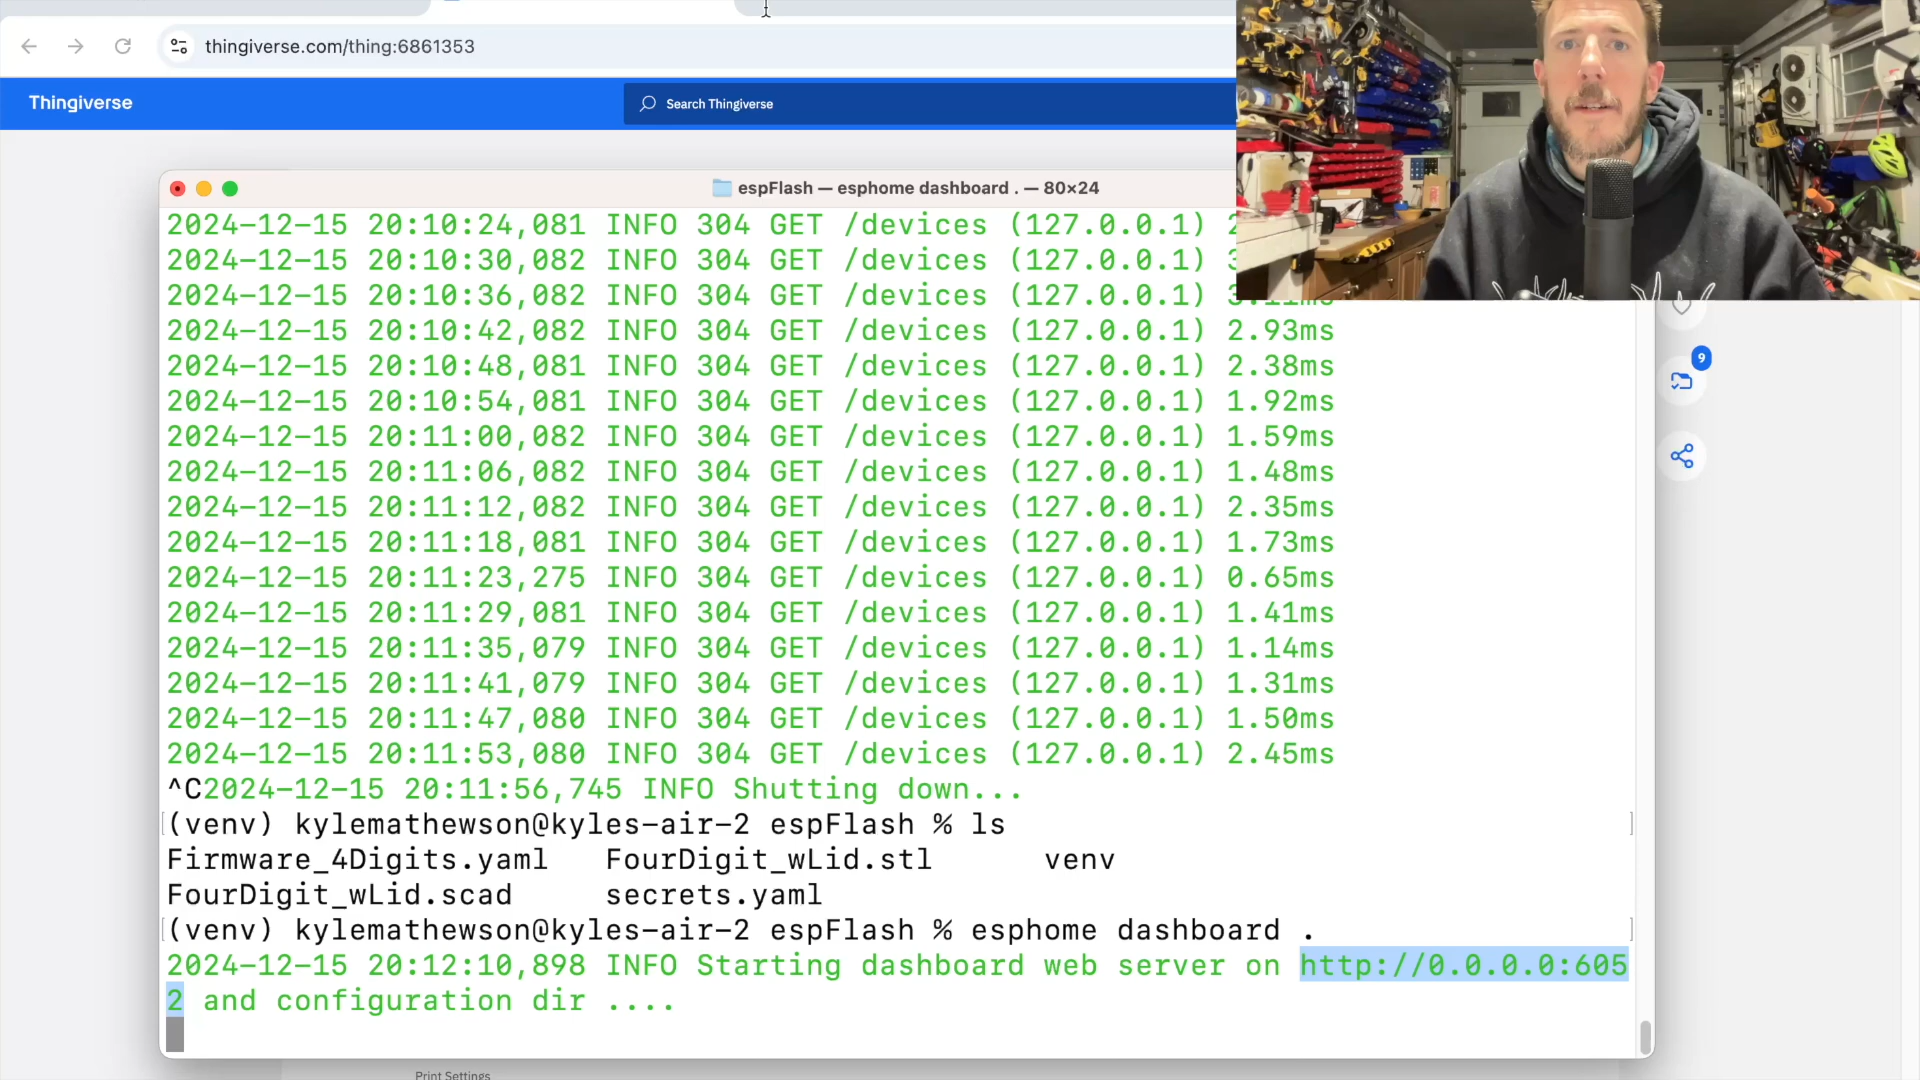 thingiverse.com/thing:6861353
Thingiverse
Search Thingiverse
espFlash — esphome dashboard . — 80×24
2024-12-15 20:10:24,081 INFO 304 GET /devices (127.0.0.1)
2024-12-15 20:10:30,082 INFO 304 GET /devices (127.0.0.1)
2024-12-15 20:10:36,082 INFO 304 GET /devices (127.0.0.1)
2024-12-15 20:10:42,082 INFO 304 GET /devices (127.0.0.1) 2.93ms
2024-12-15 20:10:48,081 INFO 304 GET /devices (127.0.0.1) 2.38ms
9
2024-12-15 20:10:54,081 INFO 304 GET /devices (127.0.0.1) 1.92ms
2024-12-15 20:11:00,082 INFO 304 GET /devices (127.0.0.1) 1.59ms
2024-12-15 20:11:06,082 INFO 304 GET /devices (127.0.0.1) 1.48ms
2024-12-15 20:11:12,082 INFO 304 GET /devices (127.0.0.1) 2.35ms
2024-12-15 20:11:18,081 INFO 304 GET /devices (127.0.0.1) 1.73ms
2024-12-15 20:11:23,275 INFO 304 GET /devices (127.0.0.1) 0.65ms
2024-12-15 20:11:29,081 INFO 304 GET /devices (127.0.0.1) 1.41ms
2024-12-15 20:11:35,079 INFO 304 GET /devices (127.0.0.1) 1.14ms
2024-12-15 20:11:41,079 INFO 304 GET /devices (127.0.0.1) 1.31ms
2024-12-15 20:11:47,080 INFO 304 GET /devices (127.0.0.1) 1.50ms
2024-12-15 20:11:53,080 INFO 304 GET /devices (127.0.0.1) 2.45ms
^C2024-12-15 20:11:56,745 INFO Shutting down...
[(venv) kylemathewson@kyles-air-2 espFlash % ls ]
Firmware_4Digits.yaml FourDigit_wLid.stl venv
FourDigit_wLid.scad secrets.yaml
[(venv) kylemathewson@kyles-air-2 espFlash % esphome dashboard . ]
2024-12-15 20:12:10,898 INFO Starting dashboard web server on http://0.0.0.0:605
2 and configuration dir ....
Print Settings